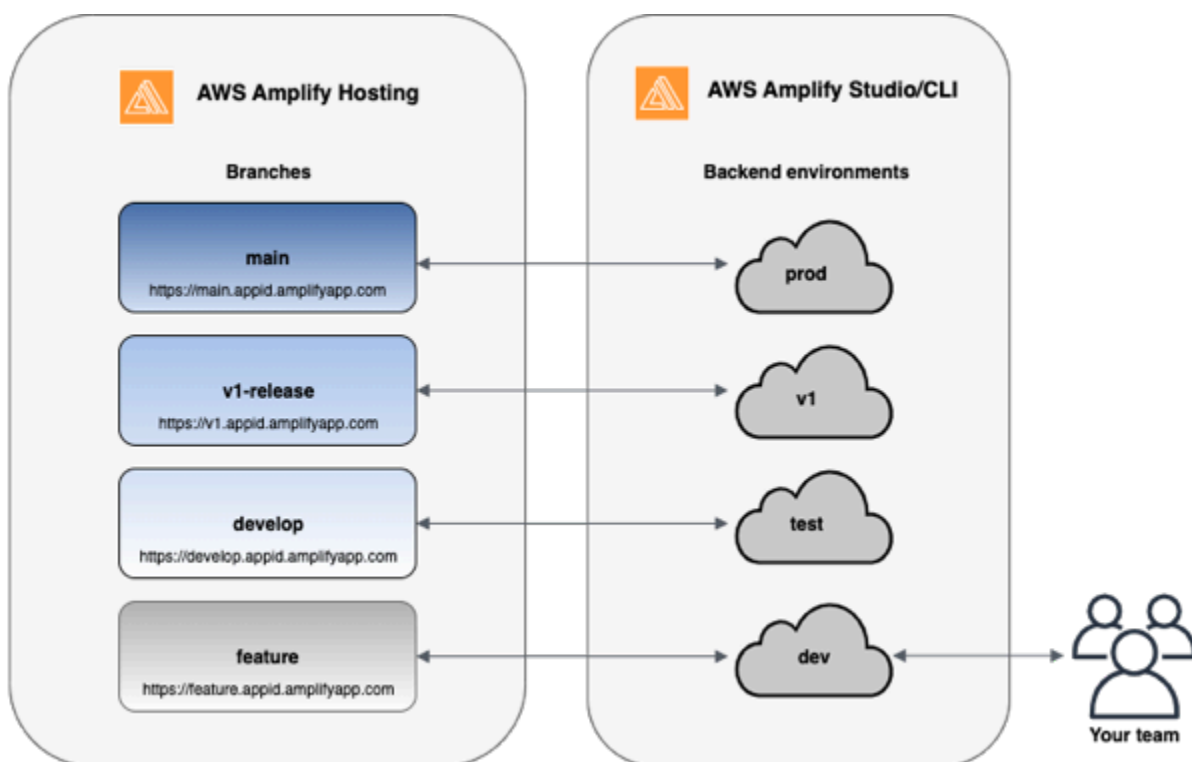 AWS Amplify Hosting
Branches
main
https://main.appid.amplifyapp.com
v1-release
https://v1.appid.amplifyapp.com
develop
https://develop.appid.amplifyapp.com
feature
https://feature.appid.amplifyapp.com
AWS Amplify Studio/CLI
Backend environments
prod
v1
test
dev
Your team